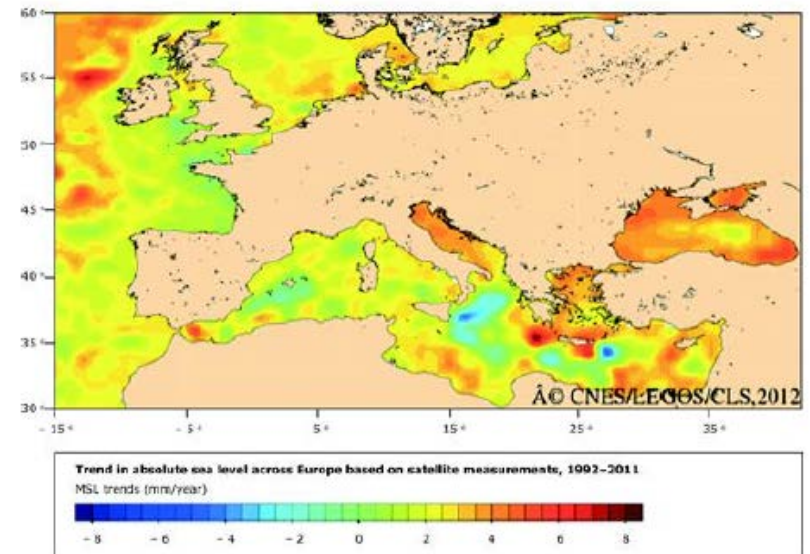 60°
55°
50
45
40
35
30
Â© CNES/LEGOS/CLS,2012
- 15° - 5° 5° 15° 25° 35°
Trend in absolute sea level across Europe based on satellite measurements, 1992–2011
MSL trends (mm/year)
- 8 - 6 - 4 - 2 0 2 4 6 8